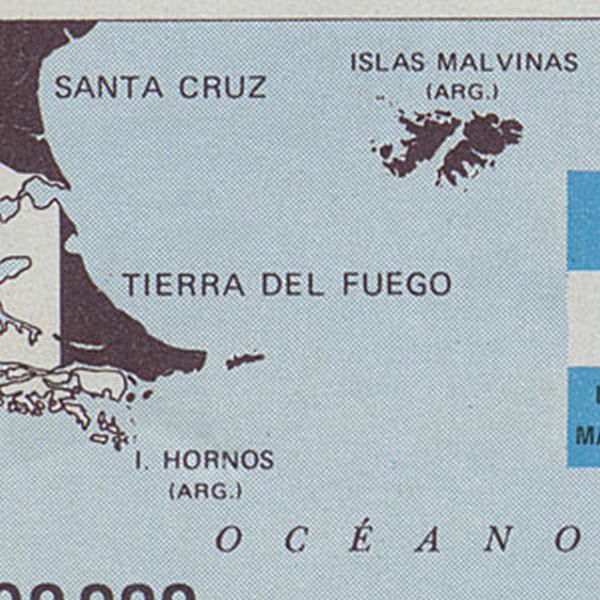 ISLAS MALVINAS
(ARG.)
SANTA CRUZ
TIERRA DEL FUEGO
I. HORNOS
(ARG.)
OCÉANO